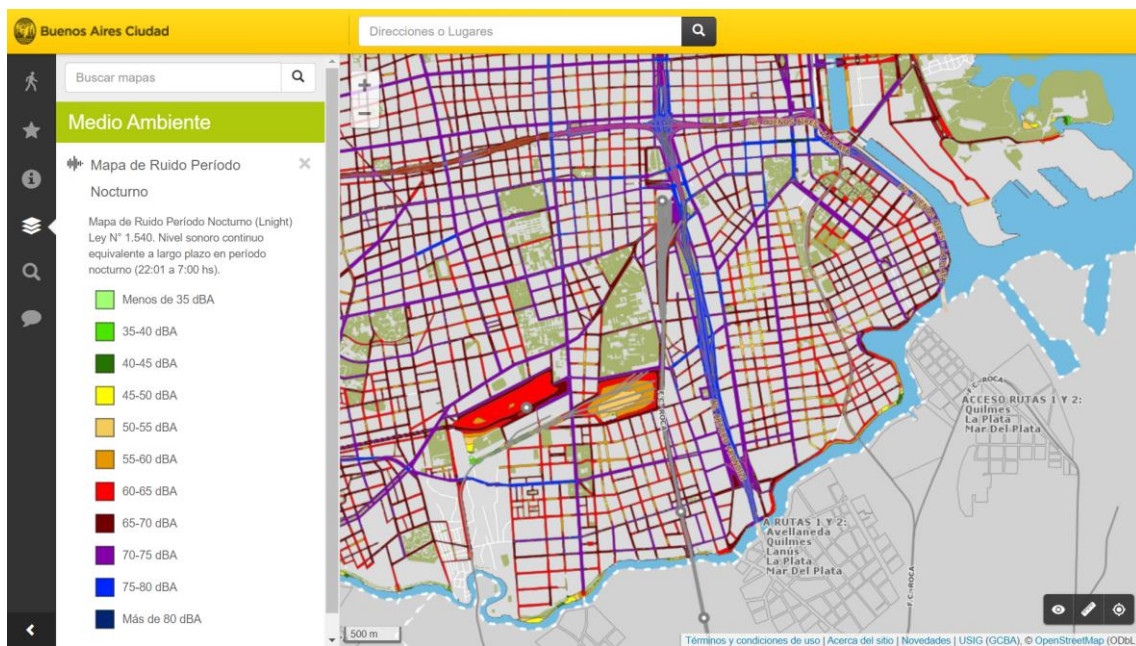 Buenos Aires Ciudad
Direcciones o Lugares
Buscar mapas
Medio Ambiente
Mapa de Ruido Período
Nocturno
Mapa de Ruido Período Nocturno (Lnight)
Ley N° 1.540. Nivel sonoro continuo
equivalente a largo plazo en período
nocturno (22:01 a 7:00 hs).
Menos de 35 dBA
35-40 dBA
40-45 dBA
45-50 dBA
50-55 dBA
55-60 dBA
60-65 dBA
65-70 dBA
70-75 dBA
75-80 dBA
Más de 80 dBA
+
−
F.C.ROCA
F.C.ROCA
ACCESO RUTAS 1 Y 2:
Quilmes
La Plata
Mar Del Plata
A RUTAS 1 Y 2:
Avellaneda
Quilmes
Lanús
La Plata
Mar Del Plata
F.C.ROCA
500 m
Términos y condiciones de uso | Acerca del sitio | Novedades | USIG (GCBA), © OpenStreetMap (ODbL